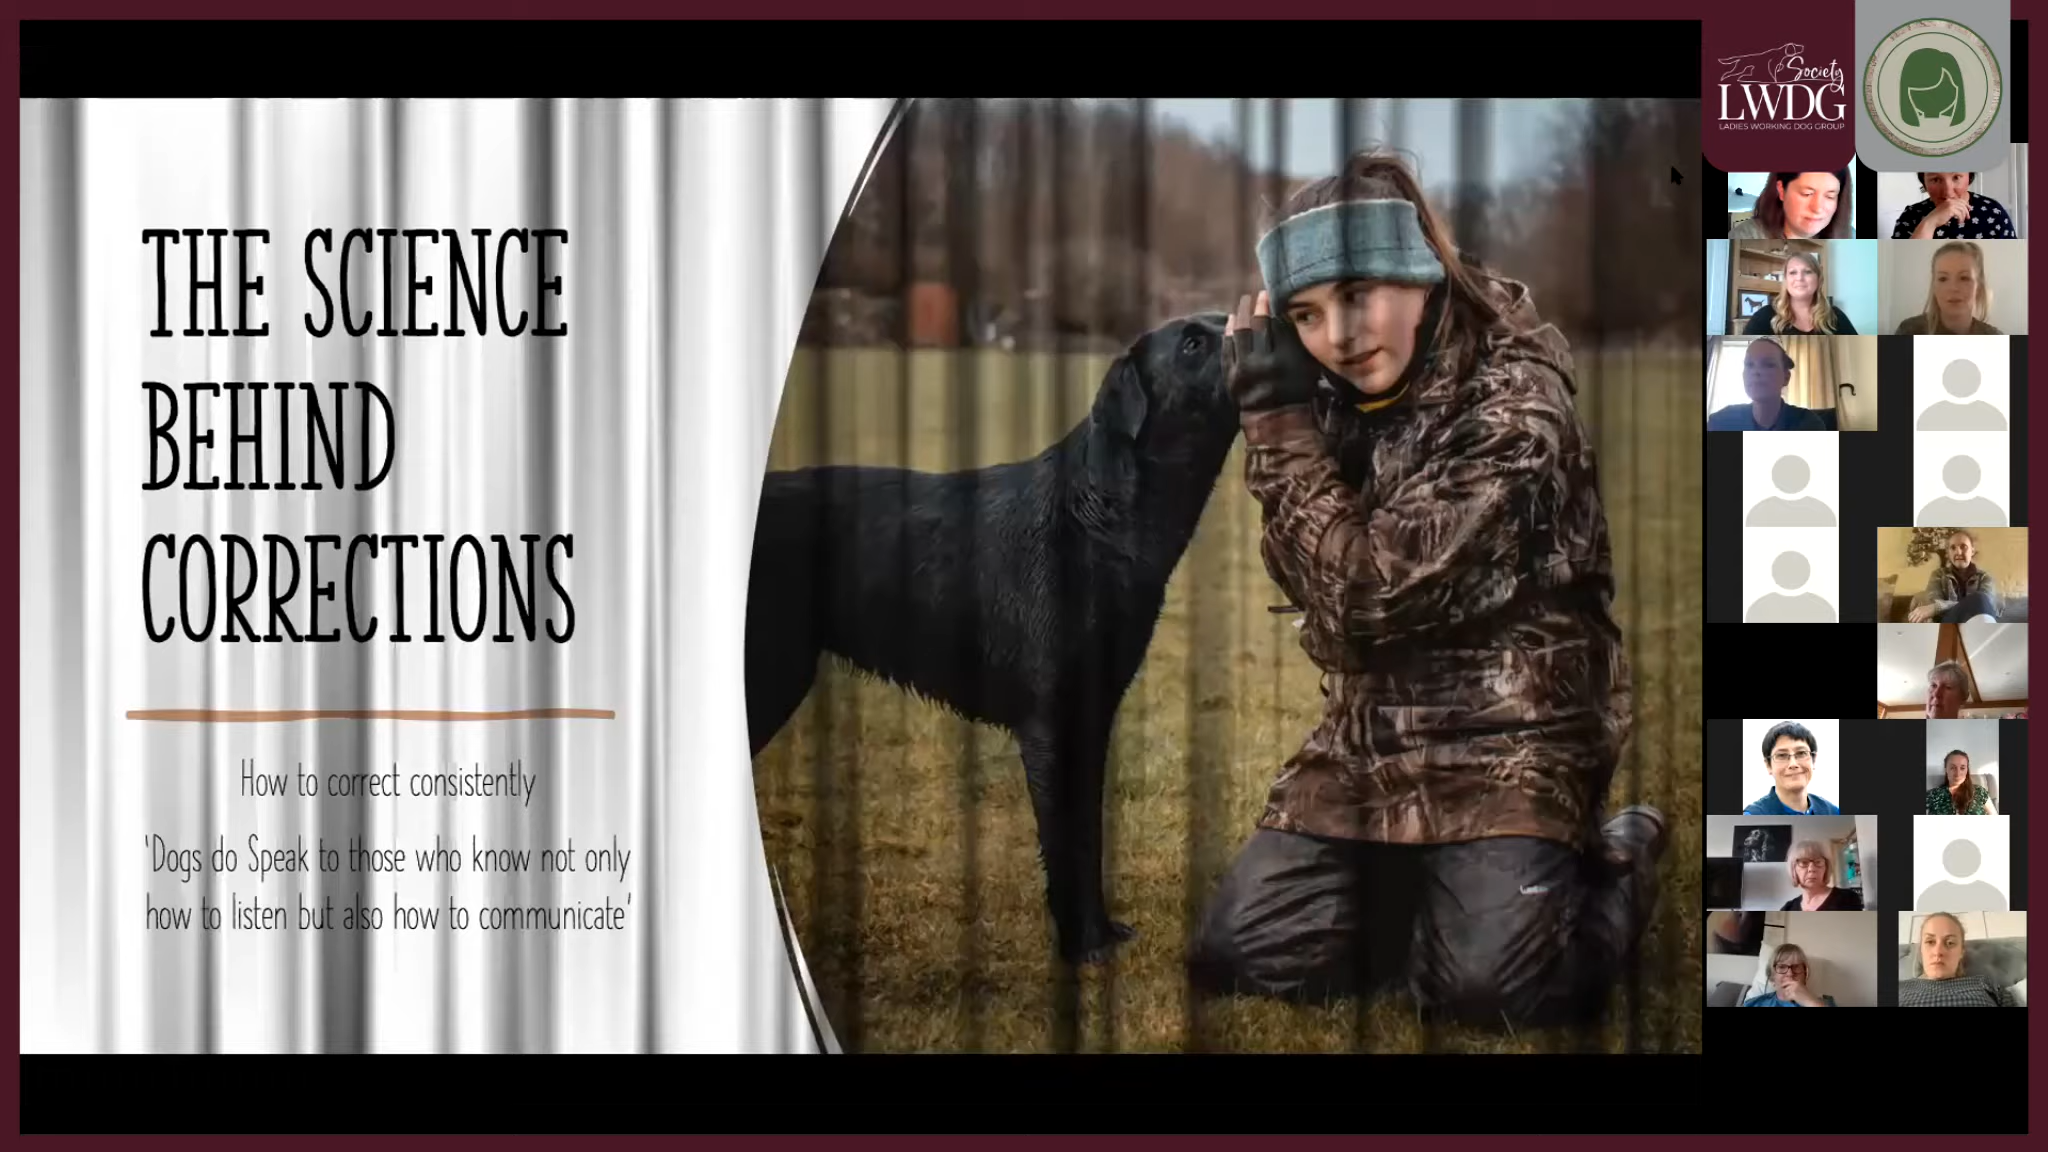 THE SCIENCE
BEHIND
CORRECTIONS
How to correct consistently
'Dogs do Speak to those who know not only
how to listen but also how to communicate'
Society
LWDG
LADIES WORKING DOG GROUP